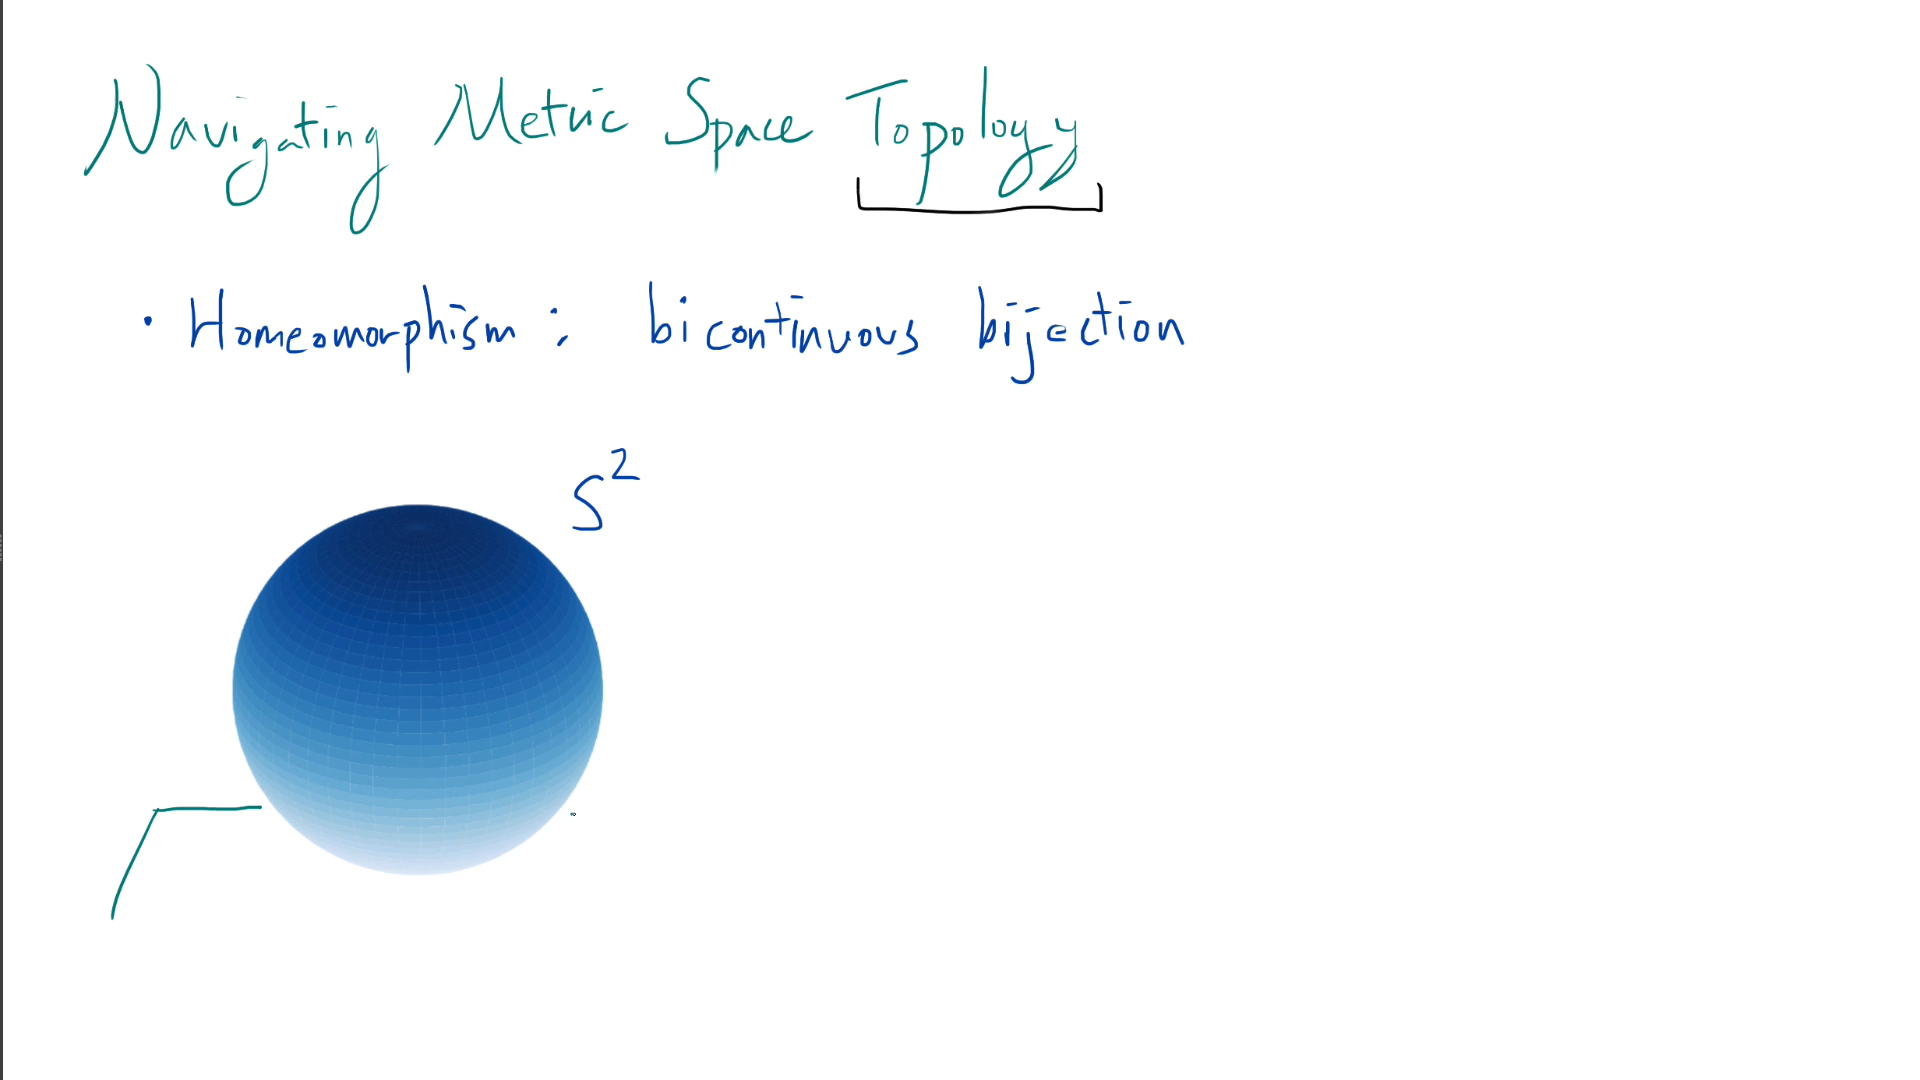 Navigating Metric Space Topology
• Homeomorphism : bicontinuous bijection
S²